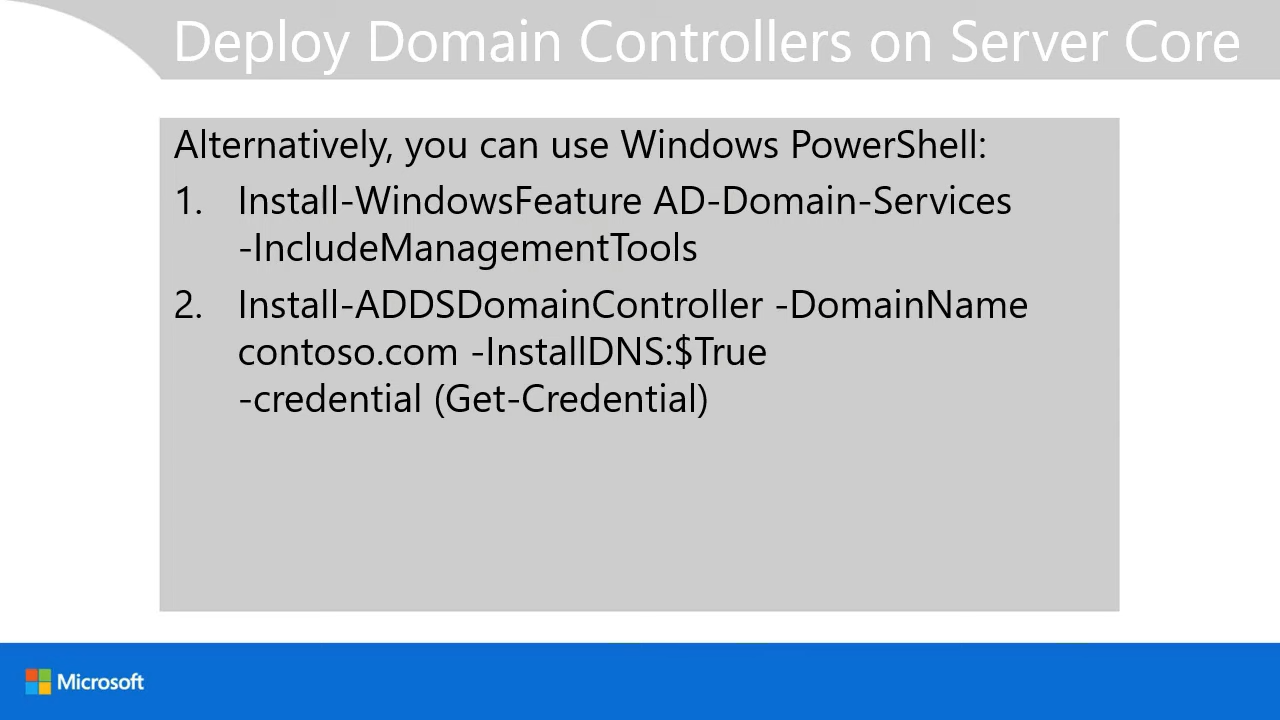 Deploy Domain Controllers on Server Core
Alternatively, you can use Windows PowerShell:
1. Install-WindowsFeature AD-Domain-Services
-IncludeManagementTools
2. Install-ADDSDomainController -DomainName
contoso.com -InstallDNS:$True
-credential (Get-Credential)
Microsoft